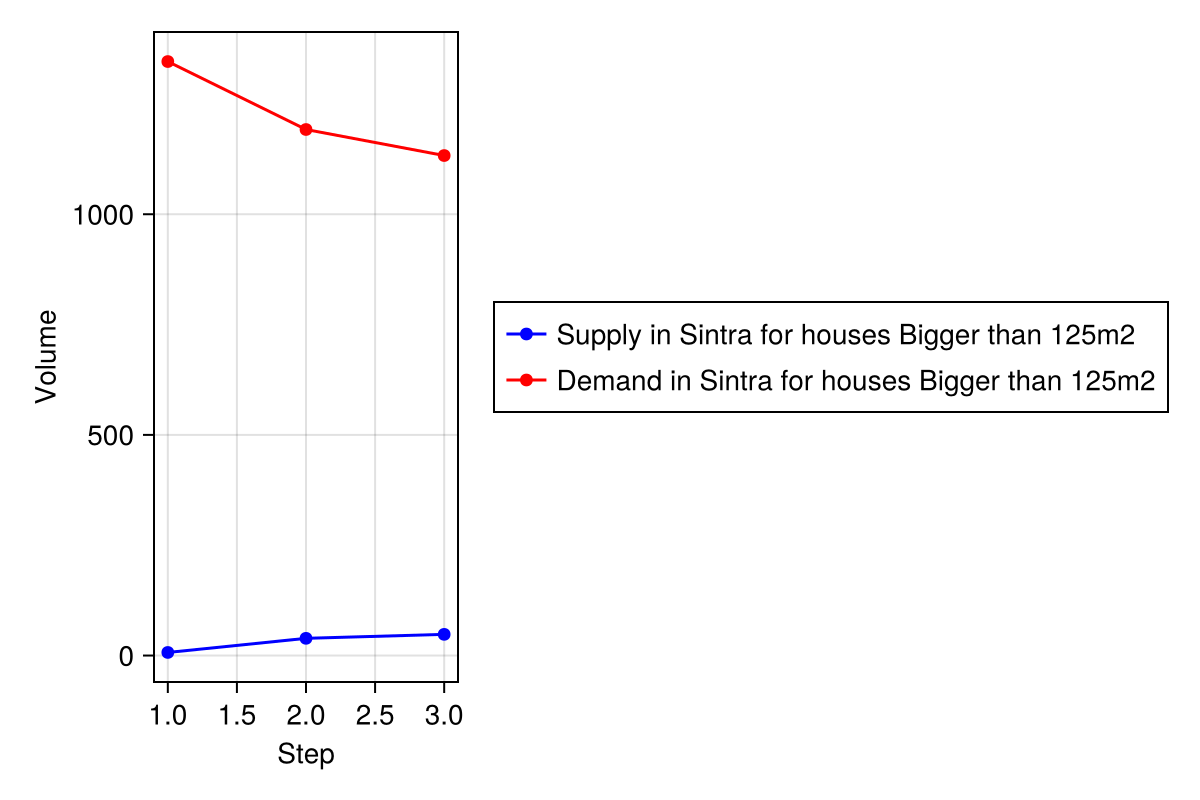 Volume
1000
500
0
1.0 1.5 2.0 2.5 3.0
Step
Supply in Sintra for houses Bigger than 125m2
Demand in Sintra for houses Bigger than 125m2